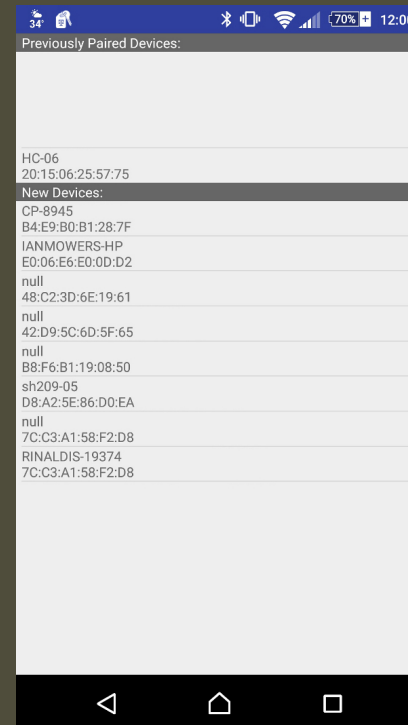 34°
70%
12:0
Previously Paired Devices:
HC-06
20:15:06:25:57:75
New Devices:
CP-8945
B4:E9:B0:B1:28:7F
IANMOWERS-HP
E0:06:E6:E0:0D:D2
null
48:C2:3D:6E:19:61
null
42:D9:5C:6D:5F:65
null
B8:F6:B1:19:08:50
sh209-05
D8:A2:5E:86:D0:EA
null
7C:C3:A1:58:F2:D8
RINALDIS-19374
7C:C3:A1:58:F2:D8